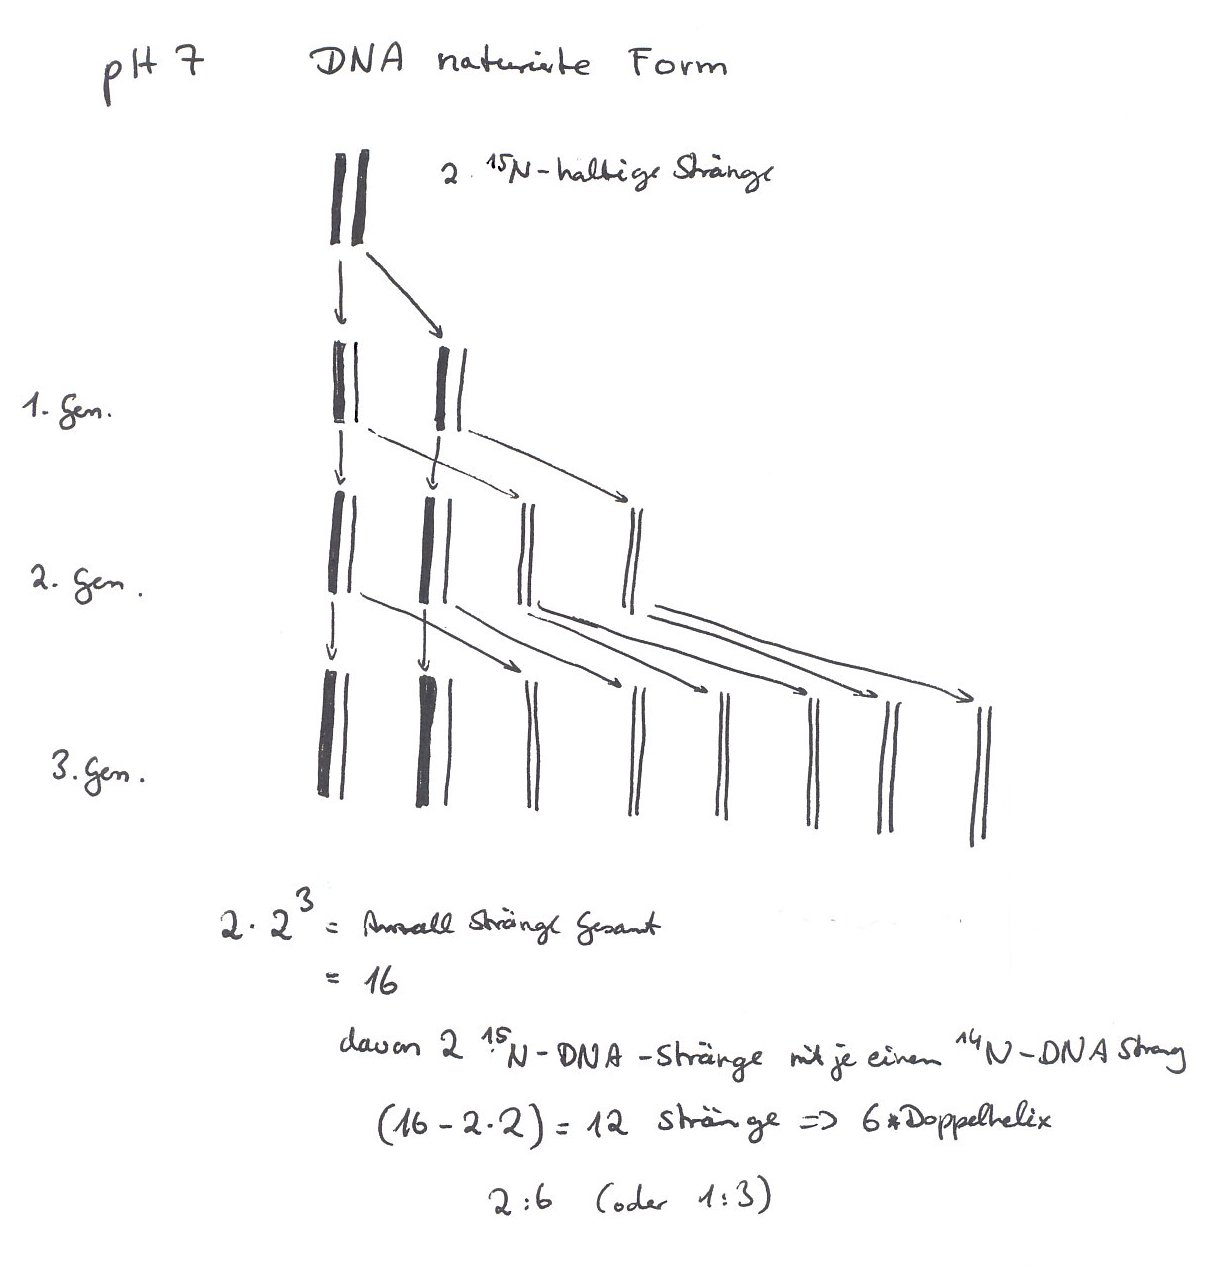 pH 7 DNA naturierte Form
2 ¹⁵N-haltige Stränge
1. Gen.
2. Gen.
3. Gen.
2 · 2³ = Anzall Stränge Gesamt
= 16
davon 2 ¹⁵N-DNA-Stränge mit je einem ¹⁴N-DNA Strang
(16 - 2·2) = 12 Stränge => 6*Doppelhelix
2:6 (oder 1:3)